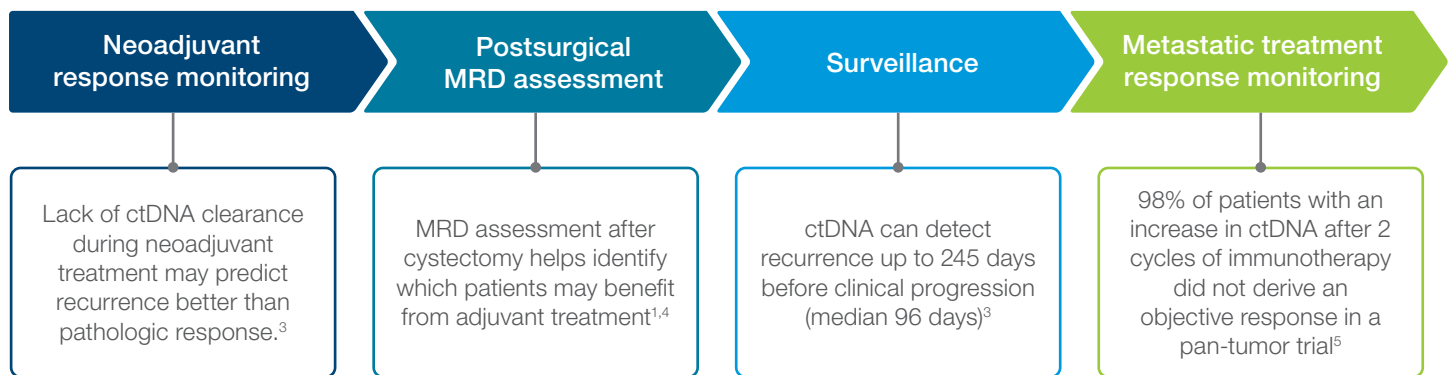 Neoadjuvant
response monitoring
Postsurgical
MRD assessment
Surveillance
Metastatic treatment
response monitoring
Lack of ctDNA clearance
during neoadjuvant
treatment may predict
recurrence better than
pathologic response.³
MRD assessment after
cystectomy helps identify
which patients may benefit
from adjuvant treatment¹,⁴
ctDNA can detect
recurrence up to 245 days
before clinical progression
(median 96 days)³
98% of patients with an
increase in ctDNA after 2
cycles of immunotherapy
did not derive an
objective response in a
pan-tumor trial⁵